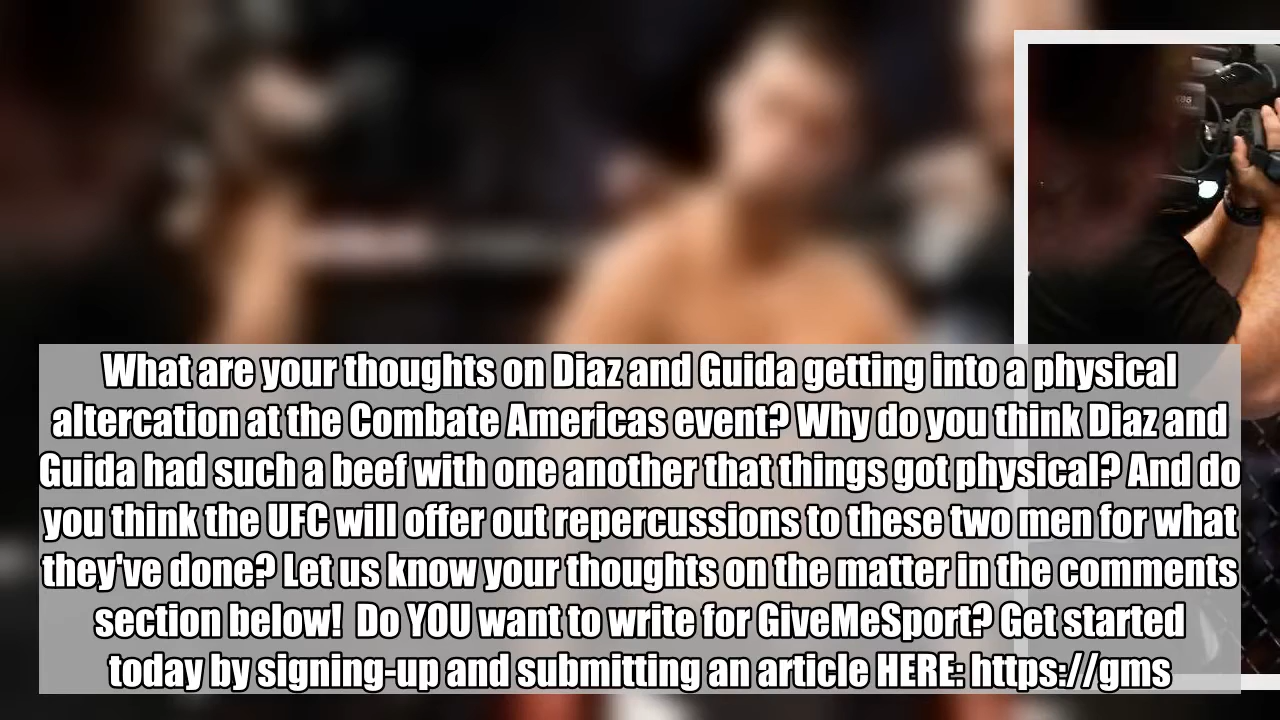 What are your thoughts on Diaz and Guida getting into a physical
altercation at the Combate Americas event? Why do you think Diaz and
Guida had such a beef with one another that things got physical? And do
you think the UFC will offer out repercussions to these two men for what
they've done? Let us know your thoughts on the matter in the comments
section below!  Do YOU want to write for GiveMeSport? Get started
today by signing-up and submitting an article HERE: https://gms